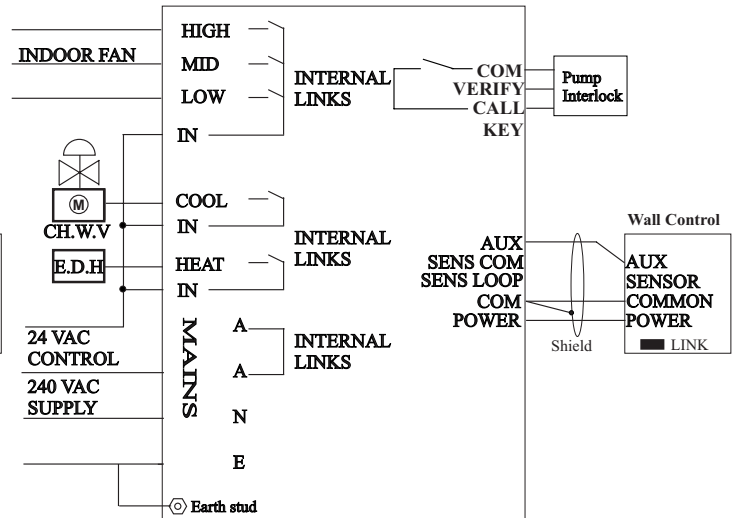 HIGH
INDOOR FAN
MID
LOW
INTERNAL
LINKS
IN
COM
VERIFY
CALL
KEY
Pump
Interlock
M
CH.W.V
COOL
IN
E.D.H
HEAT
IN
INTERNAL
LINKS
AUX
SENS COM
SENS LOOP
COM
POWER
Shield
Wall Control
AUX
SENSOR
COMMON
POWER
LINK
24 VAC
CONTROL
240 VAC
SUPPLY
MAINS
A
A
N
E
INTERNAL
LINKS
Earth stud